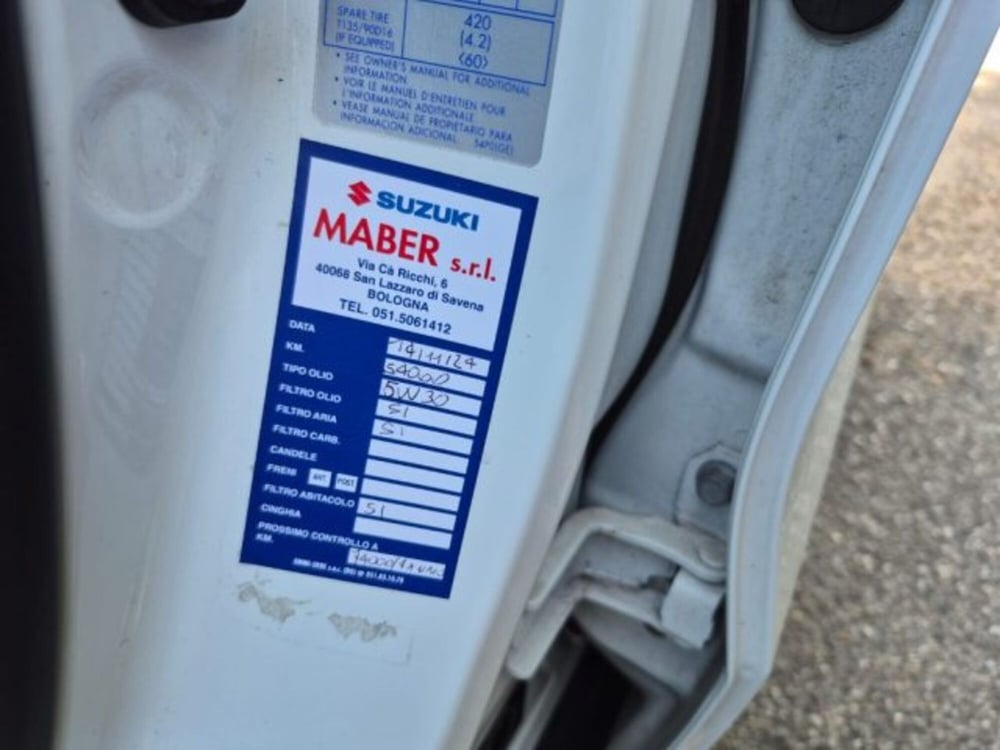 SPARE TIRE
T135/90D16
(IF EQUIPPED)
420
(4.2)
<60>
• SEE OWNER'S MANUAL FOR ADDITIONAL
INFORMATION.
• VOIR LE MANUEL D'ENTRETIEN POUR
L'INFORMATION ADDITIONALE.
• VEASE MANUAL DE PROPIETARIO PARA
INFORMACION ADICIONAL. 54P0(GE)
SUZUKI
MABER s.r.l.
Via Cà Ricchi, 6
40068 San Lazzaro di Savena
BOLOGNA
TEL. 051.5061412
DATA 14/11/24
KM. 54000
TIPO OLIO 5W30
FILTRO OLIO SI
FILTRO ARIA SI
FILTRO CARB.
CANDELE
FRENI ANT. POST.
FILTRO ABITACOLO SI
CINGHIA
PROSSIMO CONTROLLO A
KM.